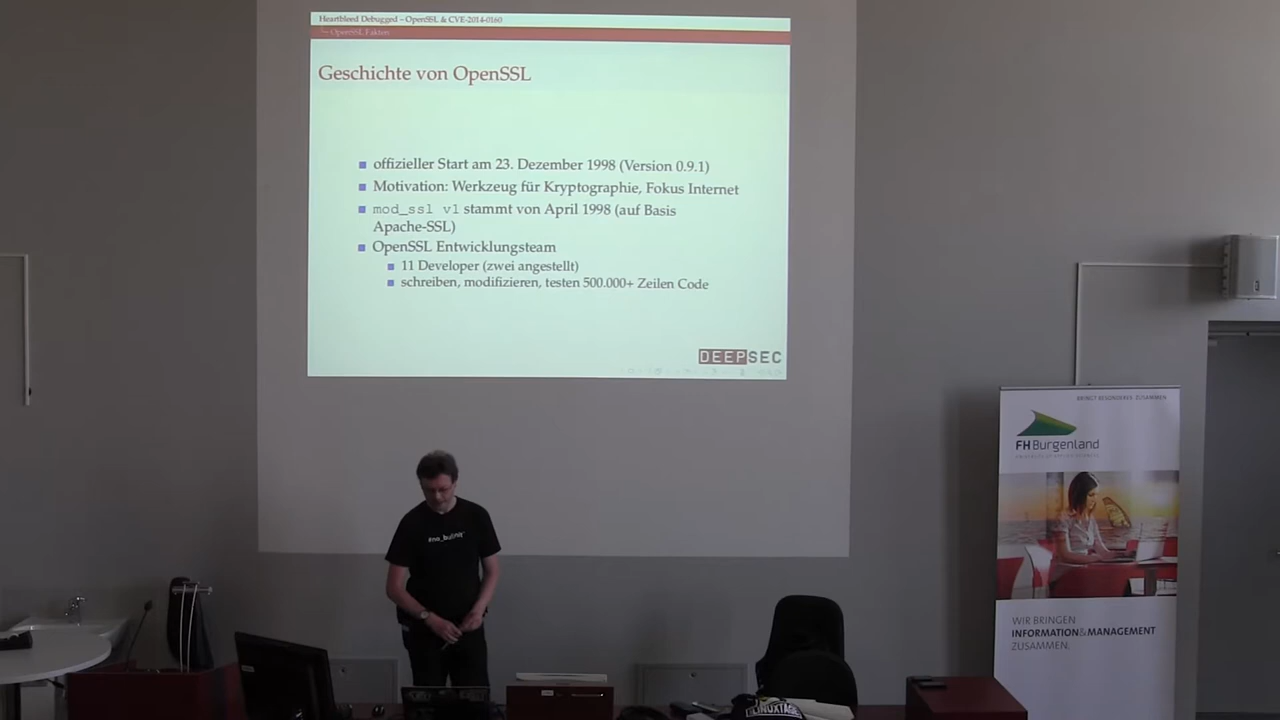 Heartbleed Debugged – OpenSSL & CVE-2014-0160
OpenSSL Fakten
Geschichte von OpenSSL
offizieller Start am 23. Dezember 1998 (Version 0.9.1)
Motivation: Werkzeug für Kryptographie, Fokus Internet
mod_ssl v1 stammt von April 1998 (auf Basis
Apache-SSL)
OpenSSL Entwicklungsteam
11 Developer (zwei angestellt)
schreiben, modifizieren, testen 500.000+ Zeilen Code
DEEPSEC
BRINGT BESONDERES ZUSAMMEN.
FH Burgenland
WIR BRINGEN
INFORMATION&MANAGEMENT
ZUSAMMEN.
LINUXTAGE